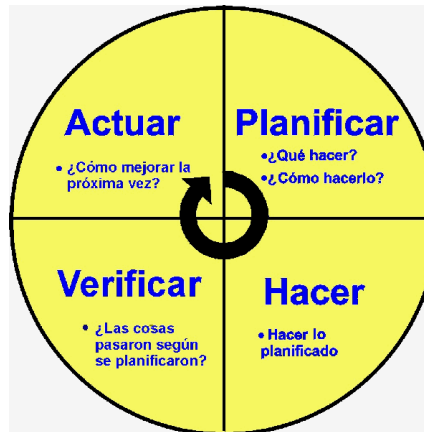 Actuar
• ¿Cómo mejorar la
próxima vez?
Planificar
•¿Qué hacer?
•¿Cómo hacerlo?
Verificar
• ¿Las cosas
pasaron según
se planificaron?
Hacer
• Hacer lo
planificado